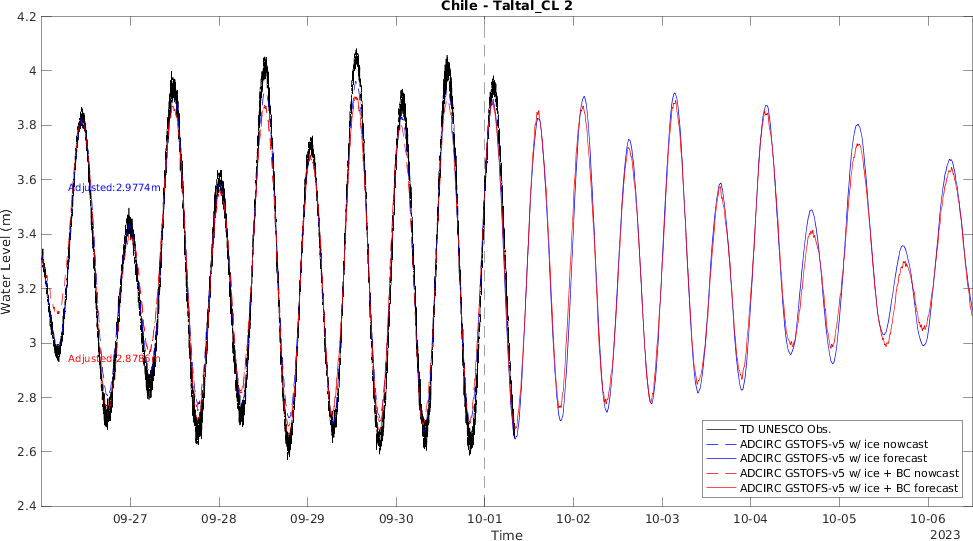 Chile - Taltal_CL 2
4.2
4
3.8
3.6
3.4
3.2
3
2.8
2.6
2.4
Water Level (m)
Adjusted:2.9774m
Adjusted:2.8785m
TD UNESCO Obs.
ADCIRC GSTOFS-v5 w/ ice nowcast
ADCIRC GSTOFS-v5 w/ ice forecast
ADCIRC GSTOFS-v5 w/ ice + BC nowcast
ADCIRC GSTOFS-v5 w/ ice + BC forecast
09-27 09-28 09-29 09-30 10-01 10-02 10-03 10-04 10-05 10-06
Time
2023